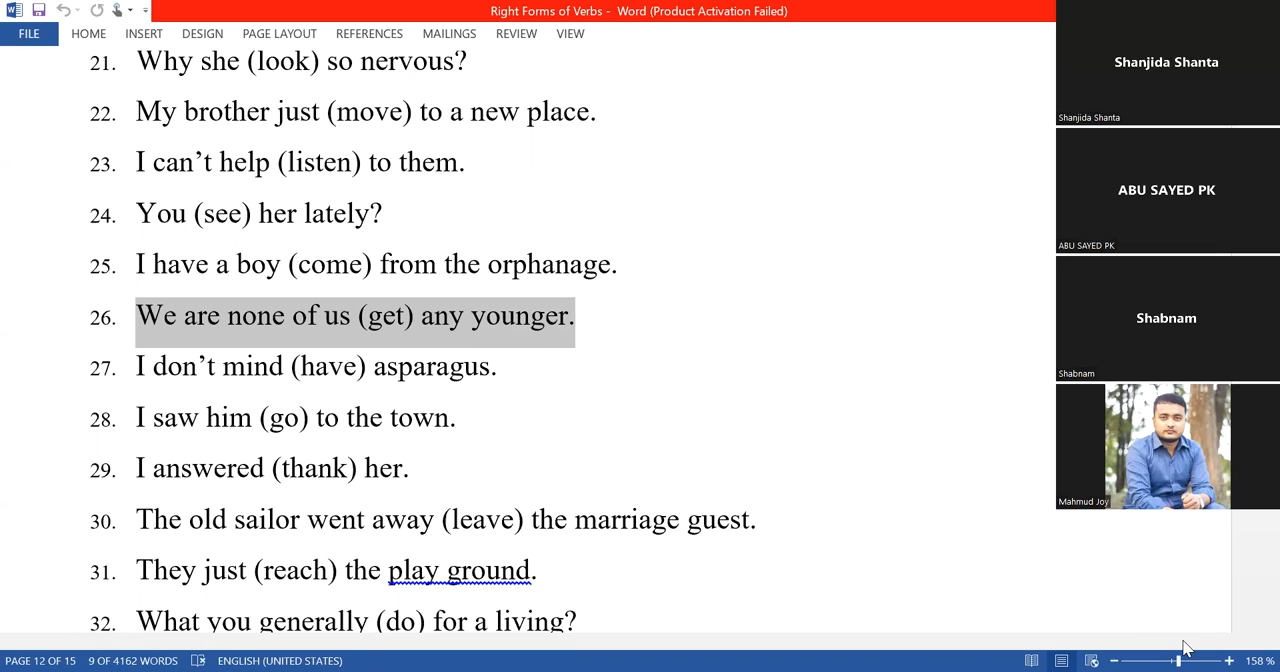 Right Forms of Verbs - Word (Product Activation Failed)
FILE HOME INSERT DESIGN PAGE LAYOUT REFERENCES MAILINGS REVIEW VIEW
21. Why she (look) so nervous?
22. My brother just (move) to a new place.
23. I can’t help (listen) to them.
24. You (see) her lately?
25. I have a boy (come) from the orphanage.
26. We are none of us (get) any younger.
27. I don’t mind (have) asparagus.
28. I saw him (go) to the town.
29. I answered (thank) her.
30. The old sailor went away (leave) the marriage guest.
31. They just (reach) the play ground.
32. What you generally (do) for a living?
PAGE 12 OF 15 9 OF 4162 WORDS ENGLISH (UNITED STATES) 158 %
Shanjida Shanta
Shanjida Shanta
ABU SAYED PK
ABU SAYED PK
Shabnam
Shabnam
Mahmud Joy